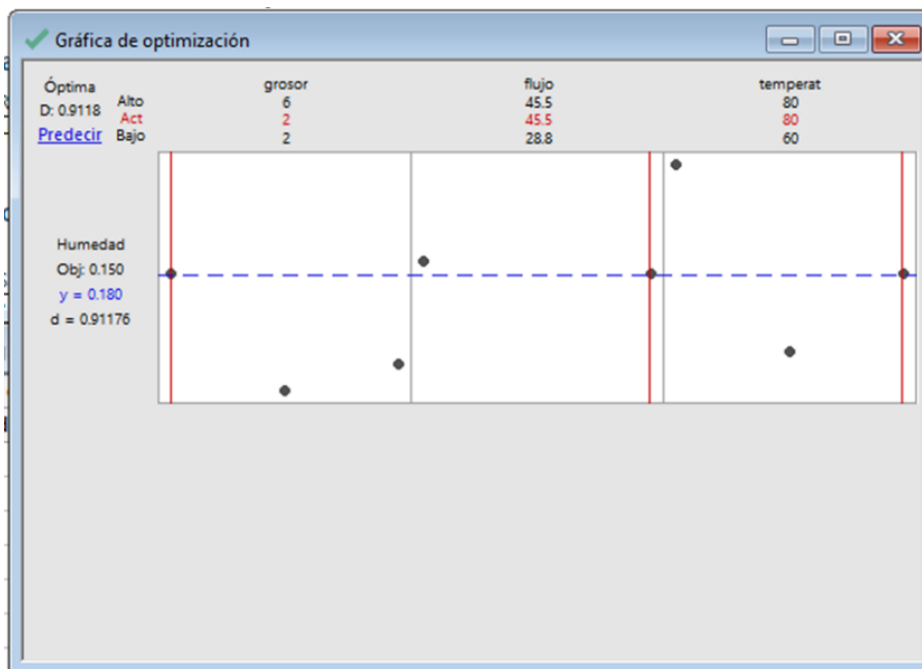 Gráfica de optimización
Óptima
D: 0.9118
Predecir
Alto
Act
Bajo
grosor
6
2
2
flujo
45.5
45.5
28.8
temperat
80
80
60
Humedad
Obj: 0.150
y = 0.180
d = 0.91176